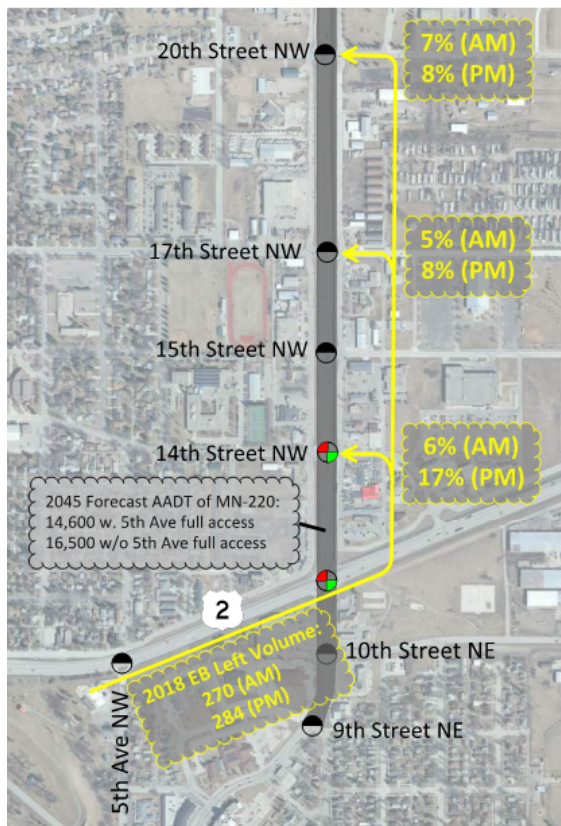 20th Street NW
7% (AM)
8% (PM)
17th Street NW
5% (AM)
8% (PM)
15th Street NW
14th Street NW
6% (AM)
17% (PM)
2045 Forecast AADT of MN-220:
14,600 w. 5th Ave full access
16,500 w/o 5th Ave full access
2
2018 EB Left Volume:
270 (AM)
284 (PM)
10th Street NE
5th Ave NW
9th Street NE